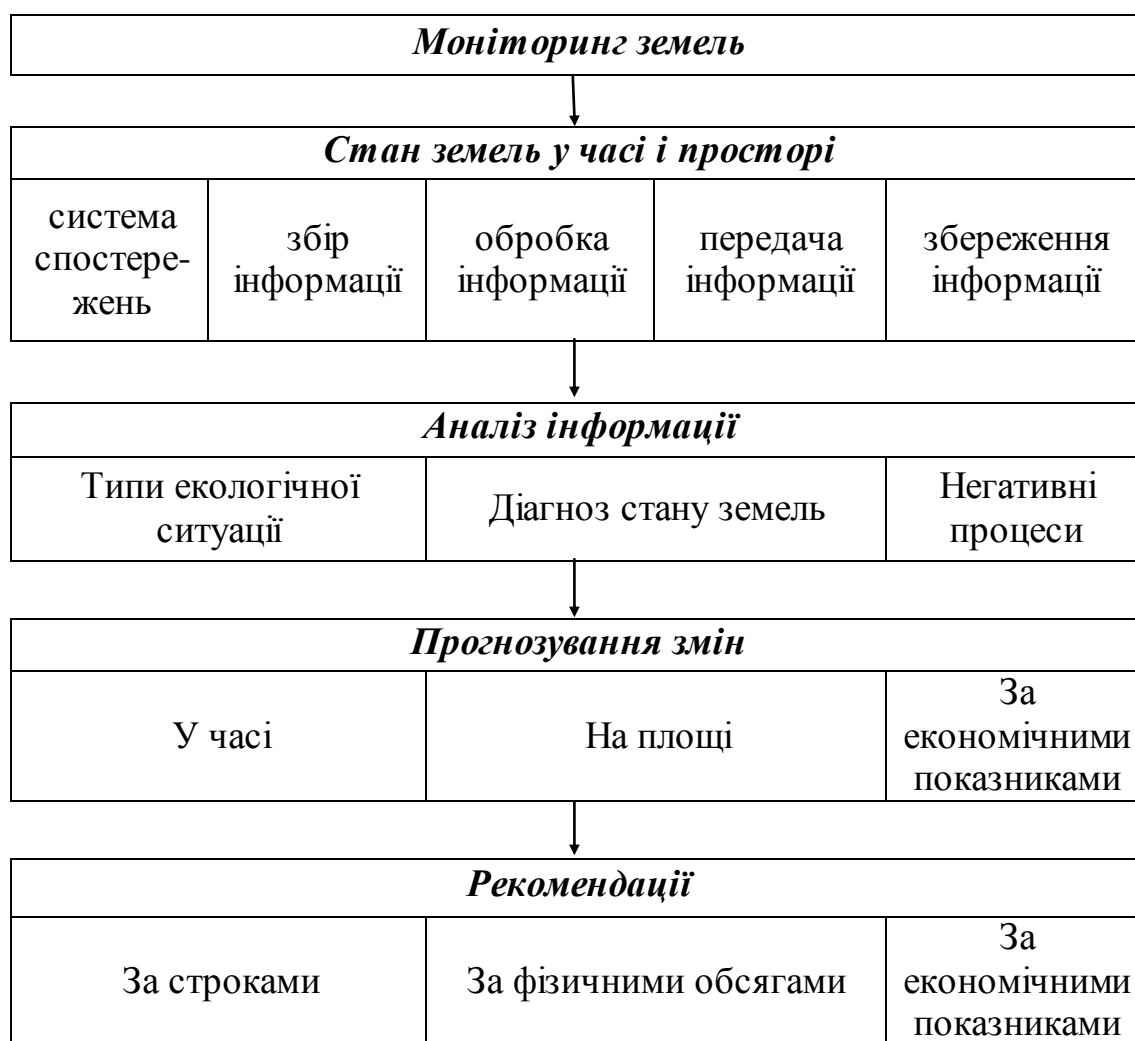 Моніторинг земель
Стан земель у часі і просторі
система
спостере-
жень
збір
інформації
обробка
інформації
передача
інформації
збереження
інформації
Аналіз інформації
Типи екологічної
ситуації
Діагноз стану земель
Негативні
процеси
Прогнозування змін
У часі
На площі
За
економічними
показниками
Рекомендації
За строками
За фізичними обсягами
За
економічними
показниками